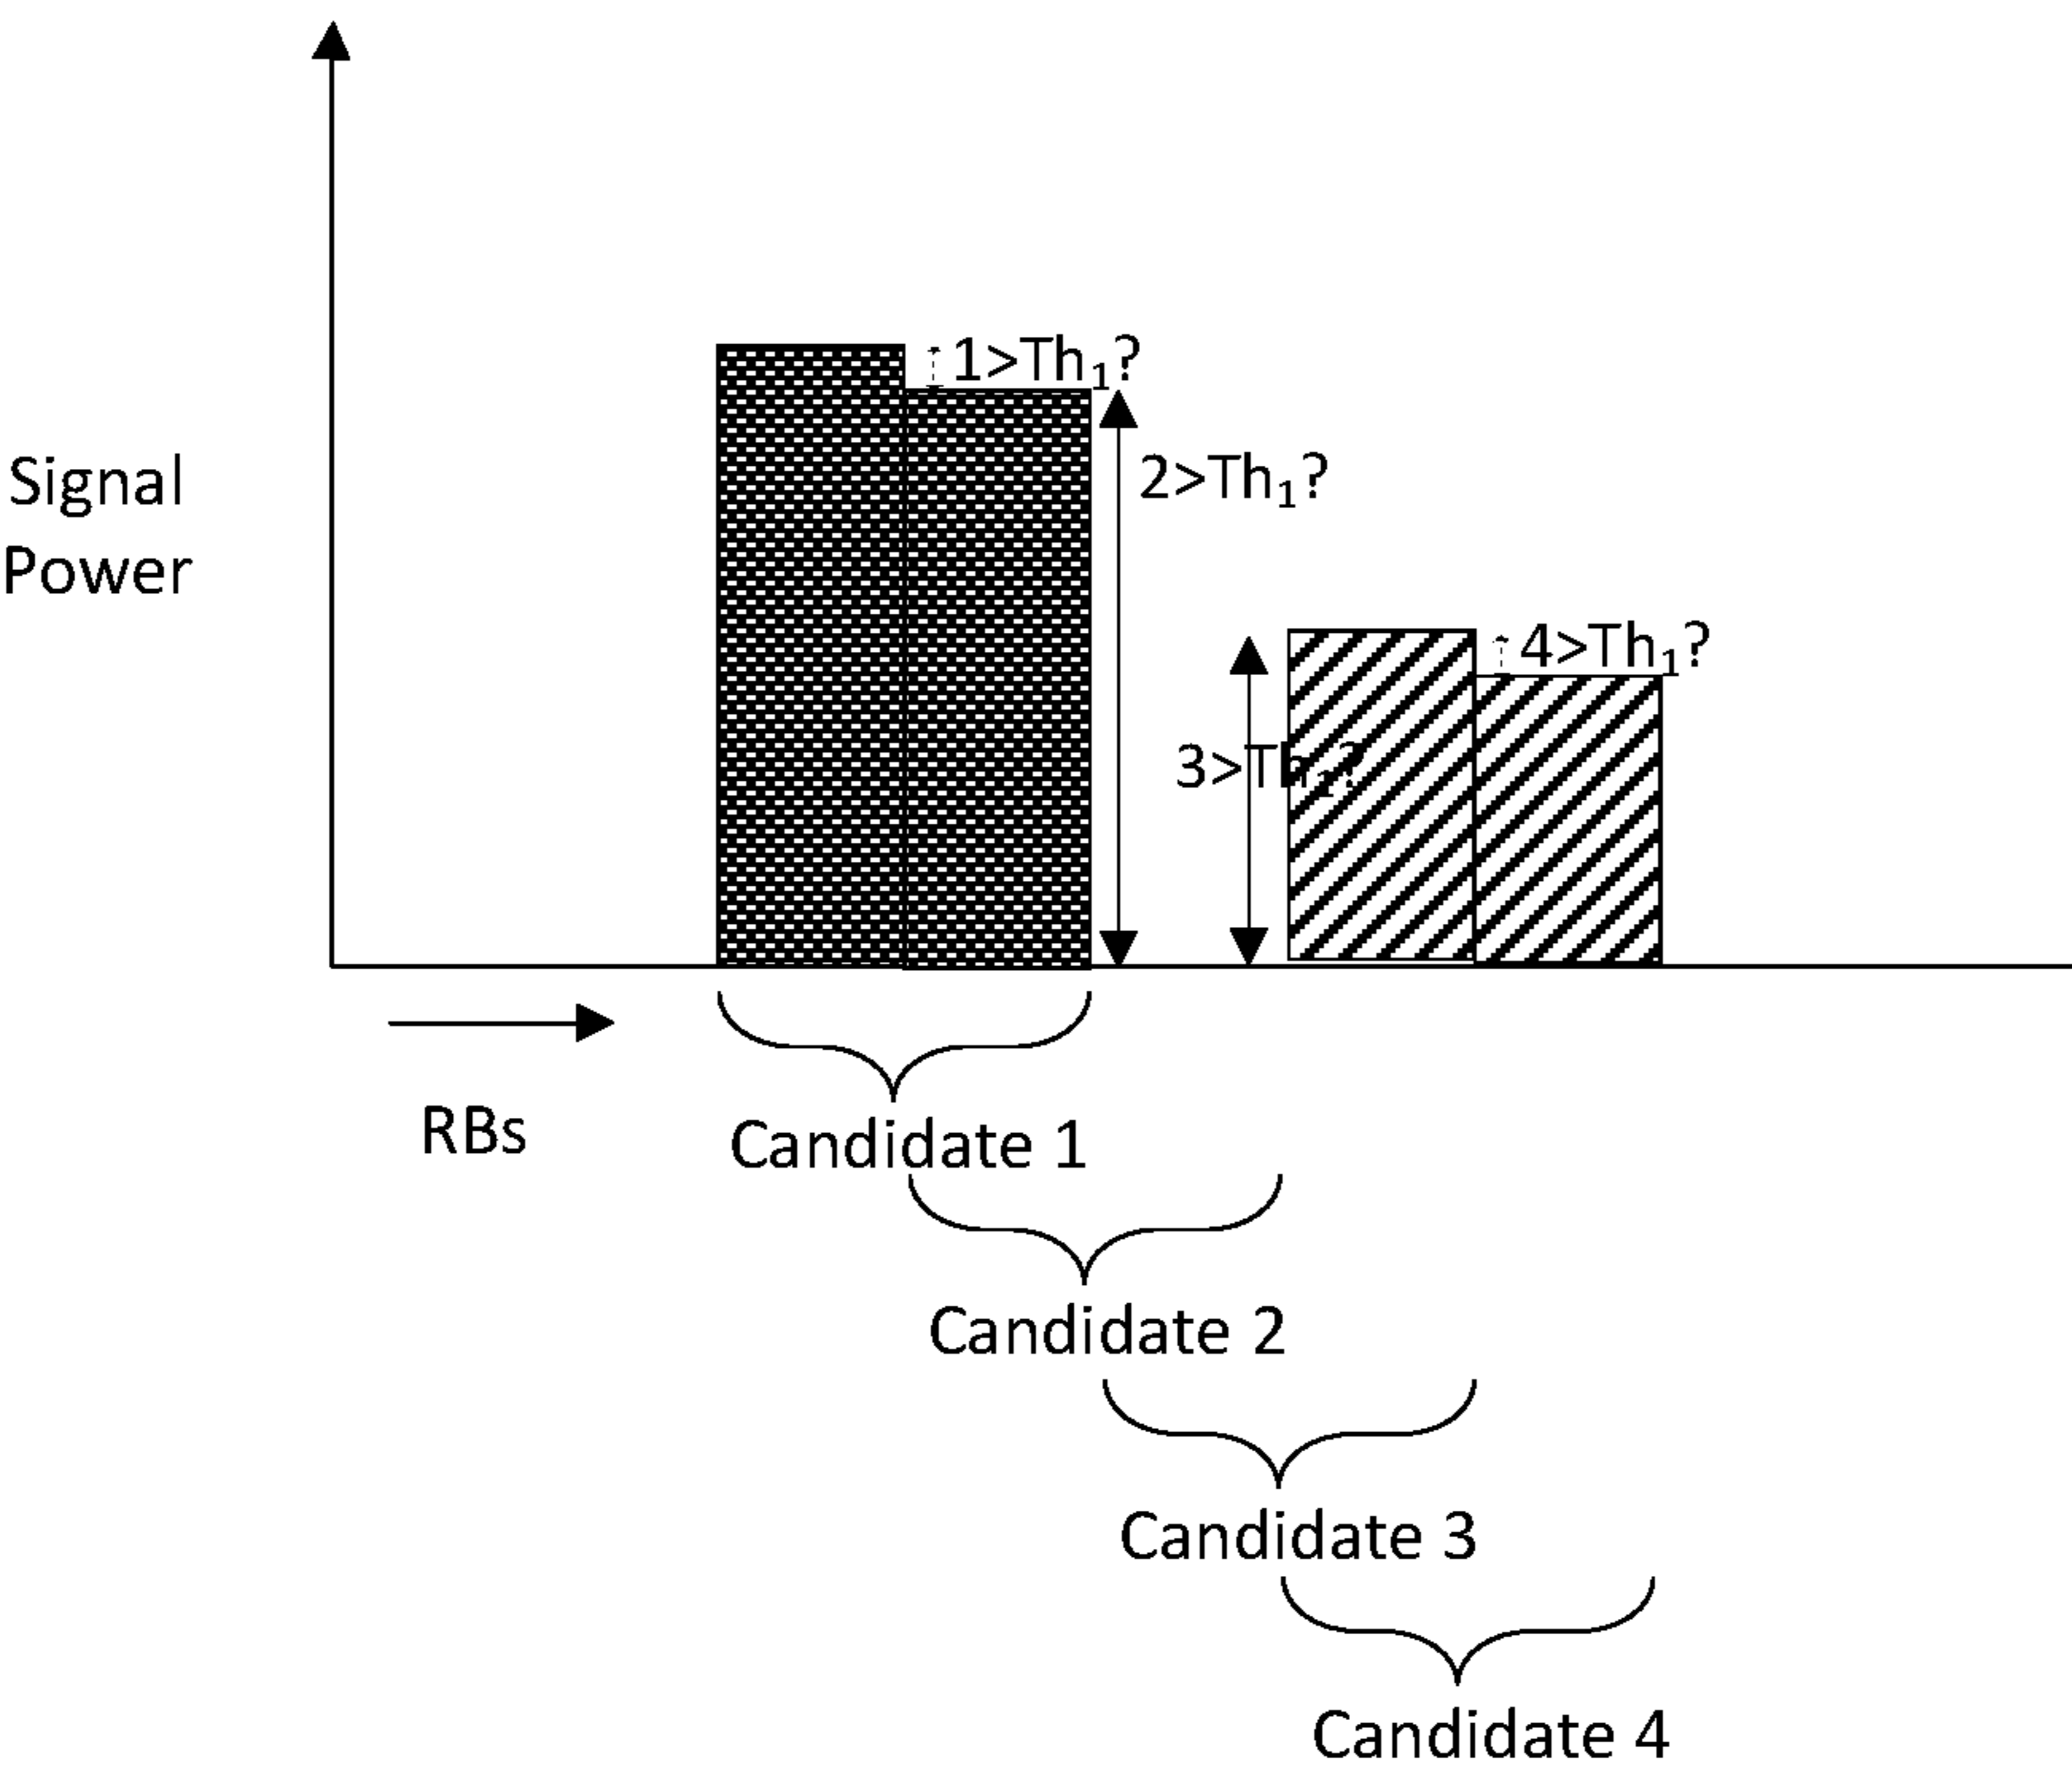 1>Th₁?
Signal
Power
2>Th₁?
4>Th₁?
3>Th₁?
RBs
Candidate 1
Candidate 2
Candidate 3
Candidate 4